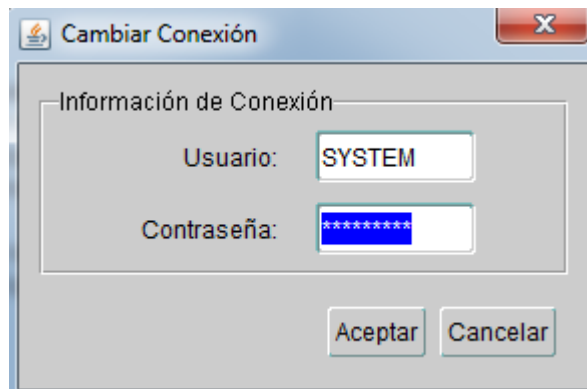 Cambiar Conexión
Información de Conexión
Usuario: SYSTEM
Contraseña: *********
Aceptar Cancelar